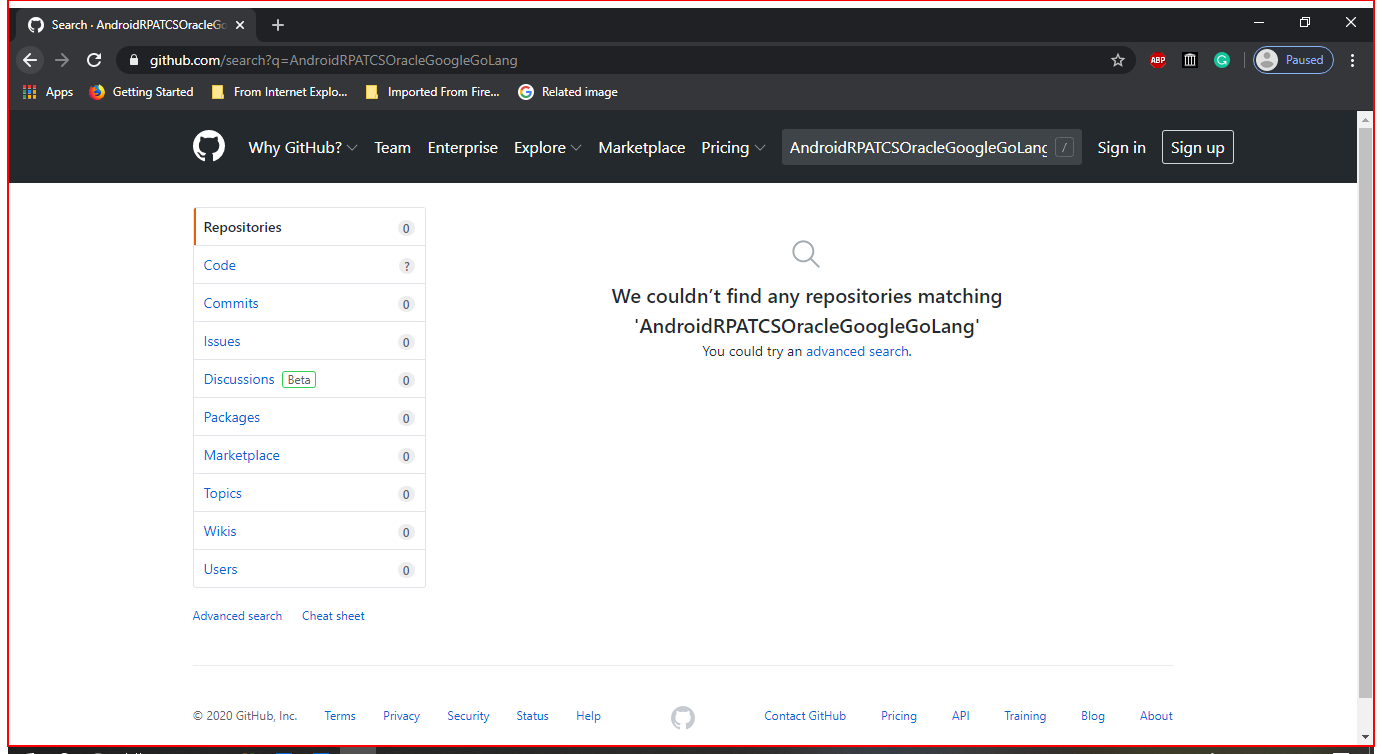 Search · AndroidRPATCSOracleGo
github.com/search?q=AndroidRPATCSOracleGoogleGoLang
ABP
G
Paused
Apps
Getting Started
From Internet Explo...
Imported From Fire...
Related image
Why GitHub?
Team
Enterprise
Explore
Marketplace
Pricing
AndroidRPATCSOracleGoogleGoLang
/
Sign in
Sign up
Repositories 0
Code ?
Commits 0
Issues 0
Discussions Beta 0
Packages 0
Marketplace 0
Topics 0
Wikis 0
Users 0
Advanced search
Cheat sheet
We couldn’t find any repositories matching
'AndroidRPATCSOracleGoogleGoLang'
You could try an advanced search.
© 2020 GitHub, Inc.
Terms
Privacy
Security
Status
Help
Contact GitHub
Pricing
API
Training
Blog
About